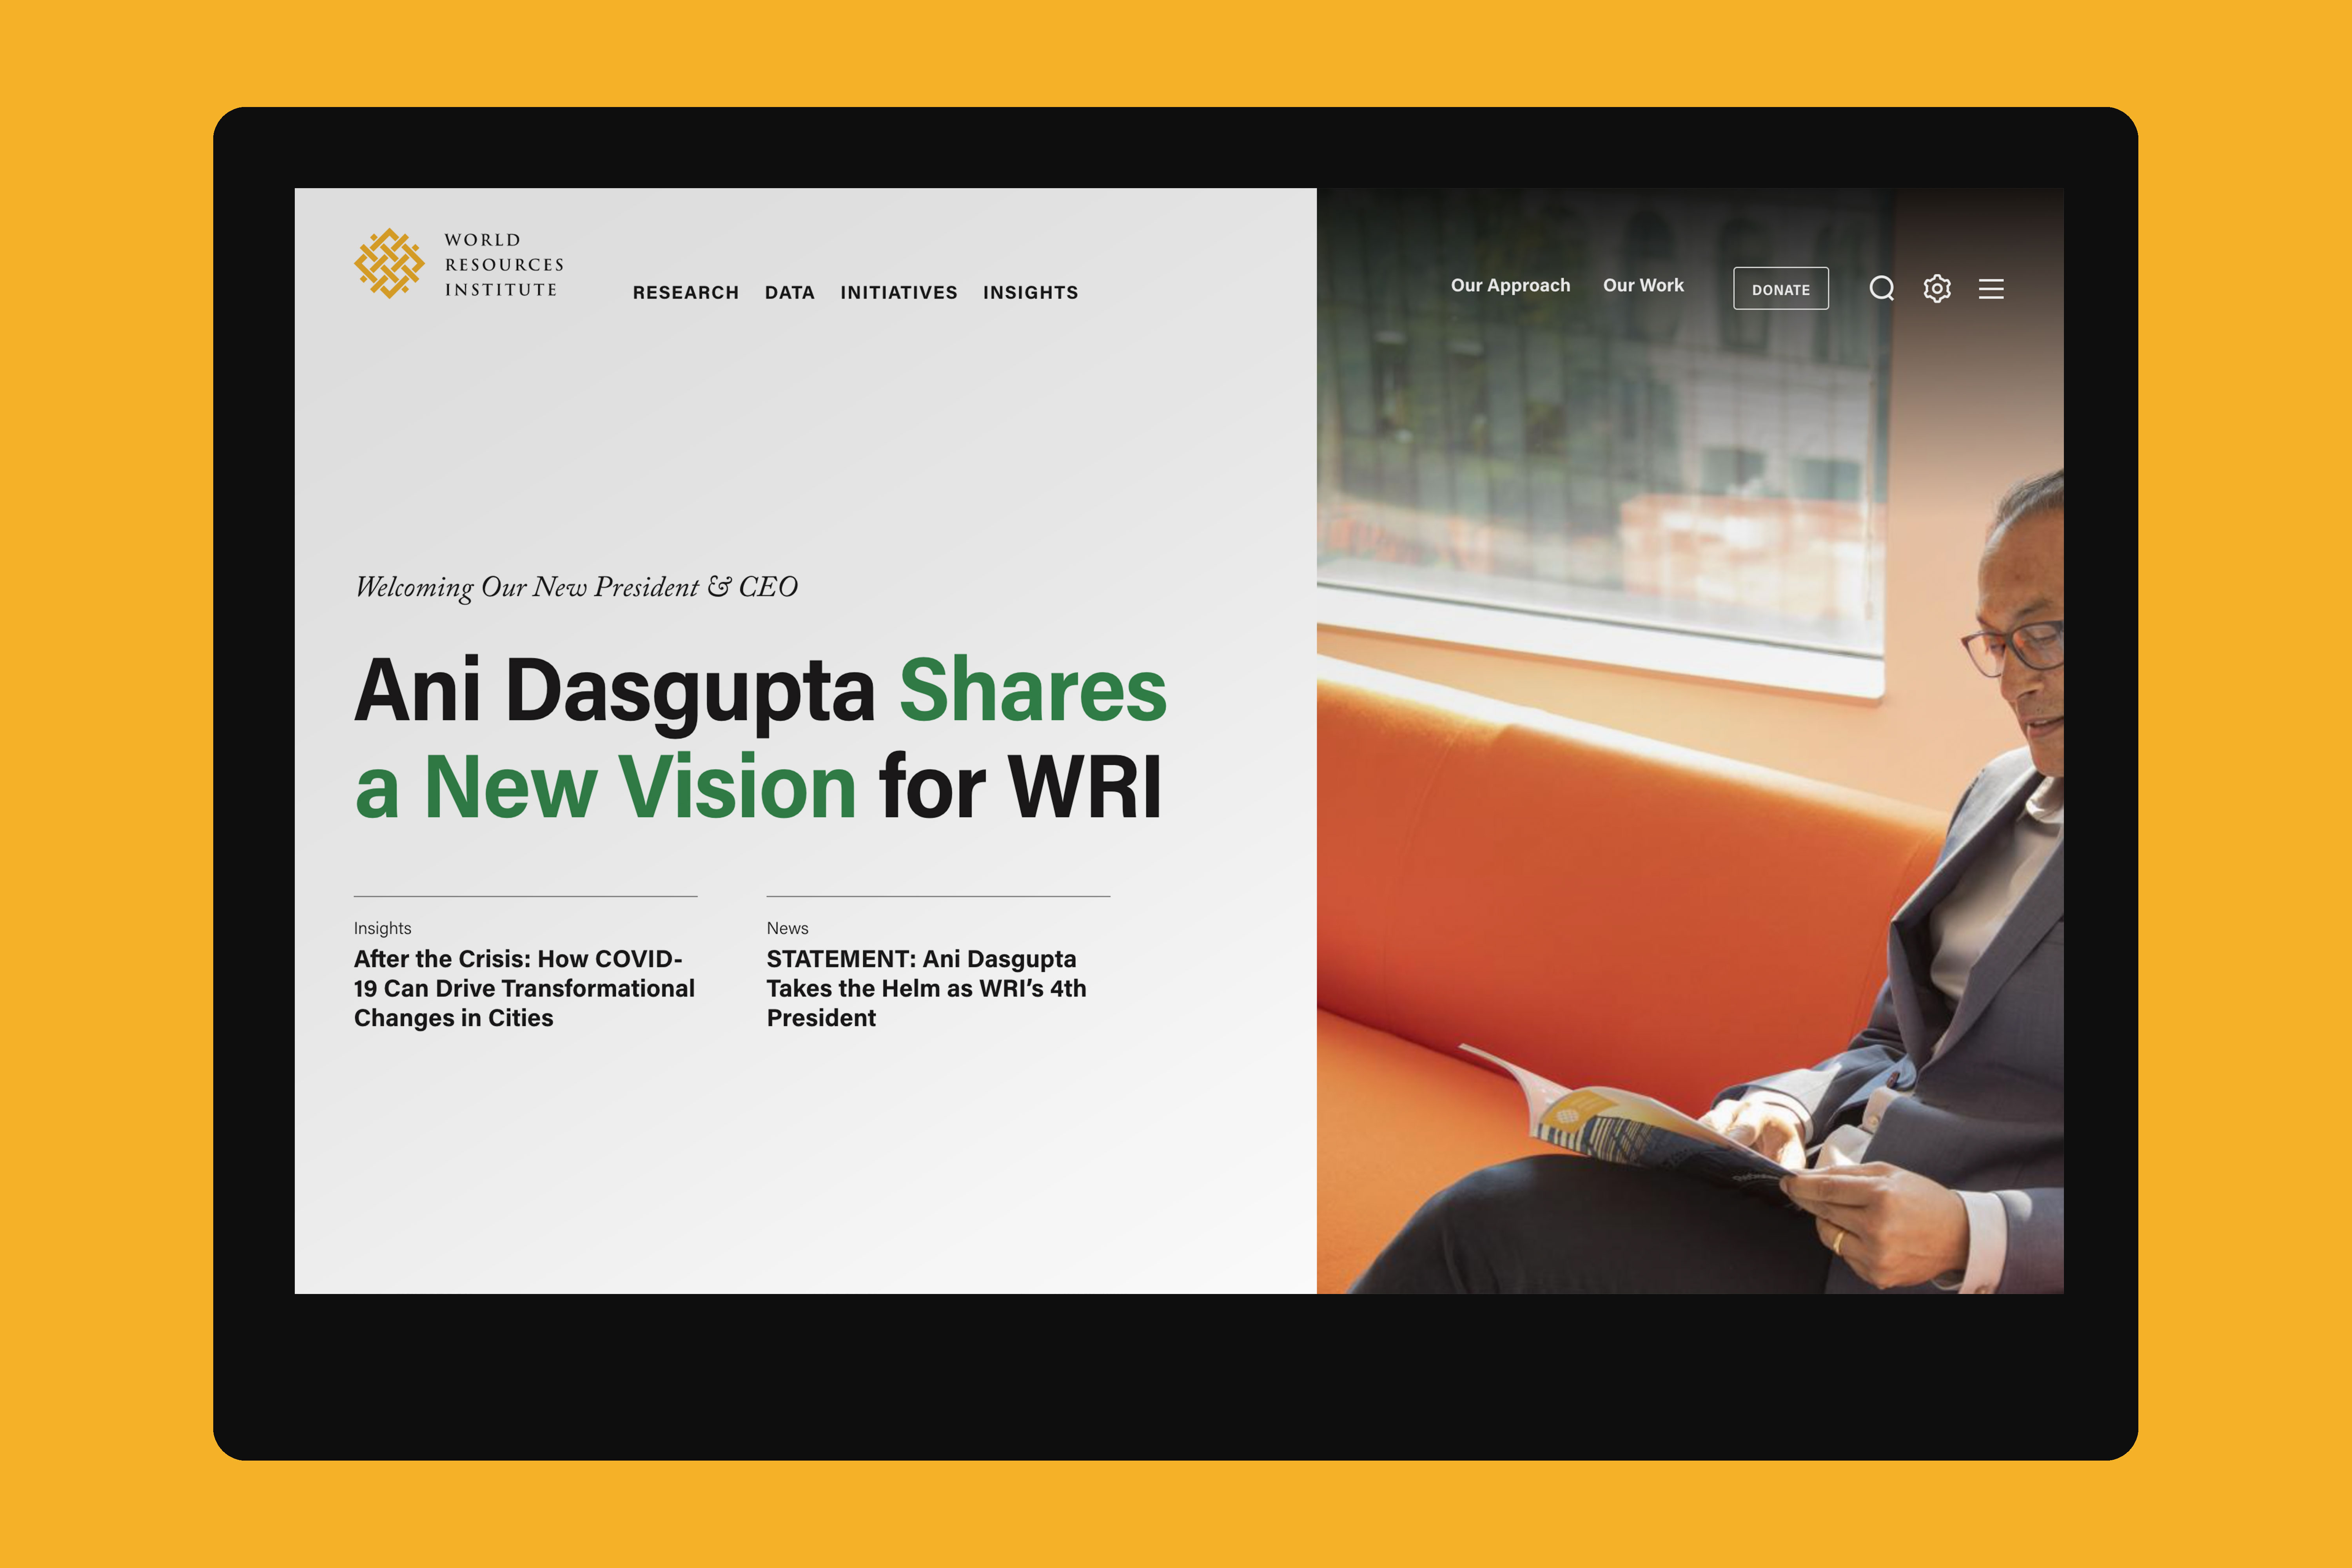 WORLD
RESOURCES
INSTITUTE
RESEARCH DATA INITIATIVES INSIGHTS
Our Approach Our Work DONATE
Welcoming Our New President & CEO
Ani Dasgupta Shares
a New Vision for WRI
Insights
After the Crisis: How COVID-
19 Can Drive Transformational
Changes in Cities
News
STATEMENT: Ani Dasgupta
Takes the Helm as WRI’s 4th
President